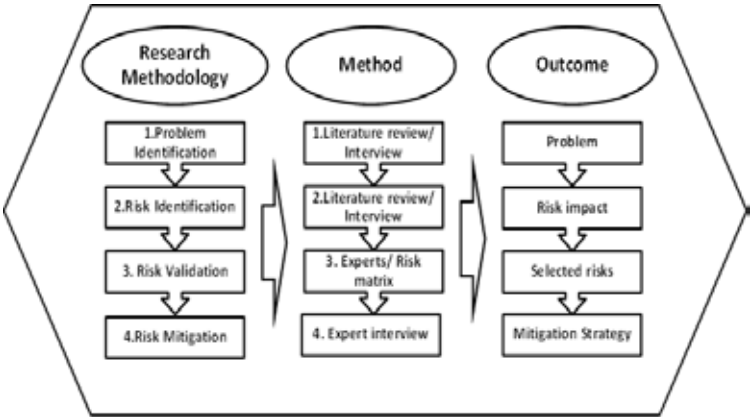 Research
Methodology
1.Problem
Identification
2.Risk Identification
3. Risk Validation
4.Risk Mitigation
Method
1.Literature review/
Interview
2.Literature review/
Interview
3. Experts/ Risk
matrix
4. Expert interview
Outcome
Problem
Risk impact
Selected risks
Mitigation Strategy